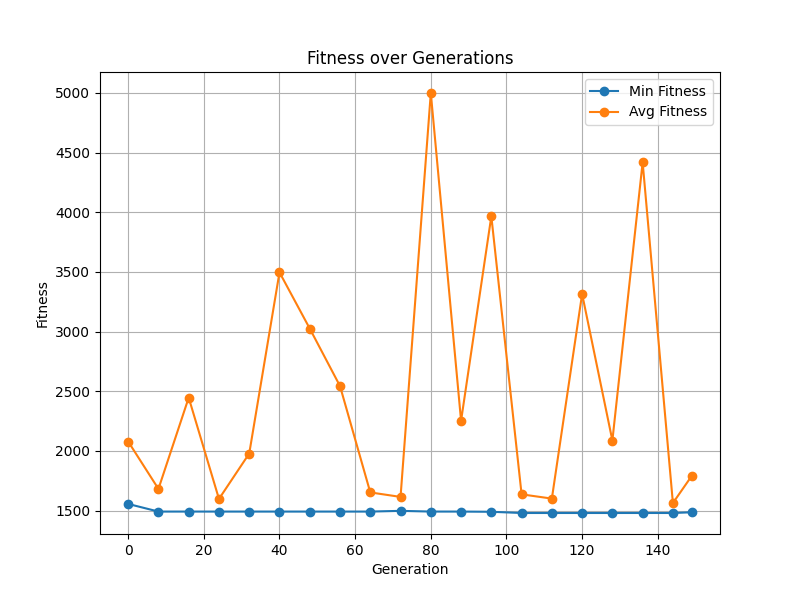 Fitness over Generations
Min Fitness
Avg Fitness
5000
4500
4000
3500
3000
2500
2000
1500
Fitness
0 20 40 60 80 100 120 140
Generation